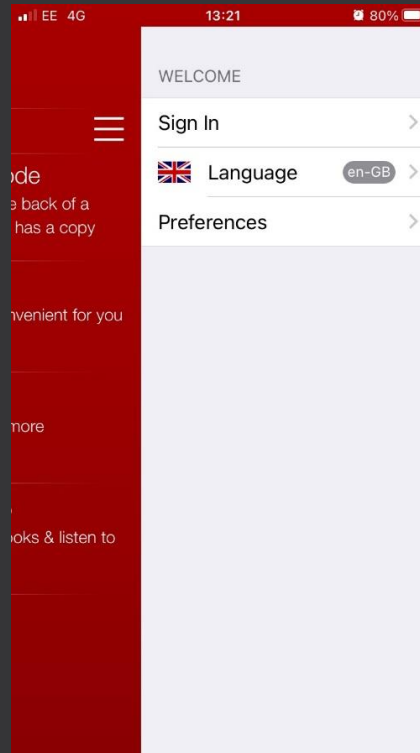 EE 4G 13:21 80%
WELCOME
Sign In
Language en-GB
Preferences
ode
e back of a
has a copy
nvenient for you
more
ooks & listen to